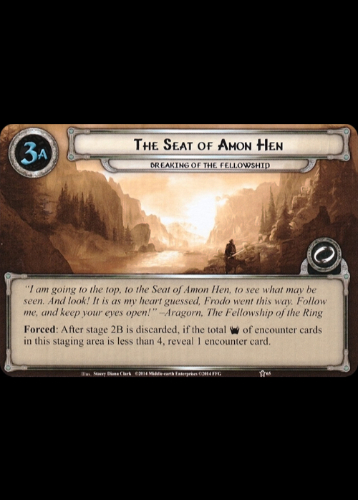 3A
The Seat of Amon Hen
Breaking of the Fellowship
"I am going to the top, to the Seat of Amon Hen, to see what may be
seen. And look! It is as my heart guessed, Frodo went this way. Follow
me, and keep your eyes open!" –Aragorn, The Fellowship of the Ring
Forced: After stage 2B is discarded, if the total of encounter cards
in this staging area is less than 4, reveal 1 encounter card.
Illus. Stacey Diana Clark ©2014 Middle-earth Enterprises ©2014 FFG